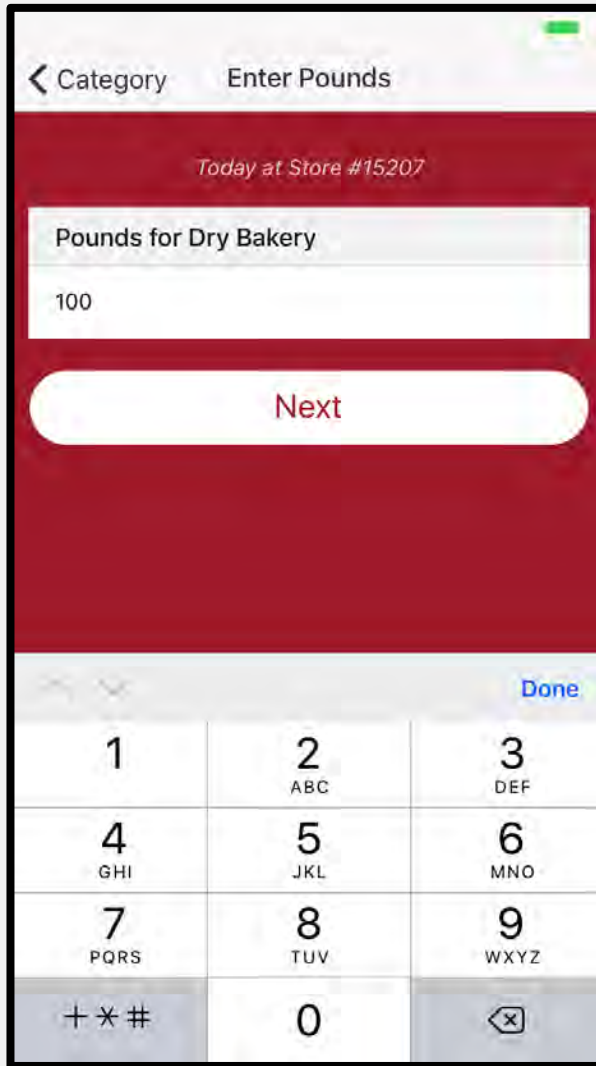 Category Enter Pounds
Today at Store #15207
Pounds for Dry Bakery
100
Next
Done
1 2 3
ABC DEF
4 5 6
GHI JKL MNO
7 8 9
PQRS TUV WXYZ
+*# 0